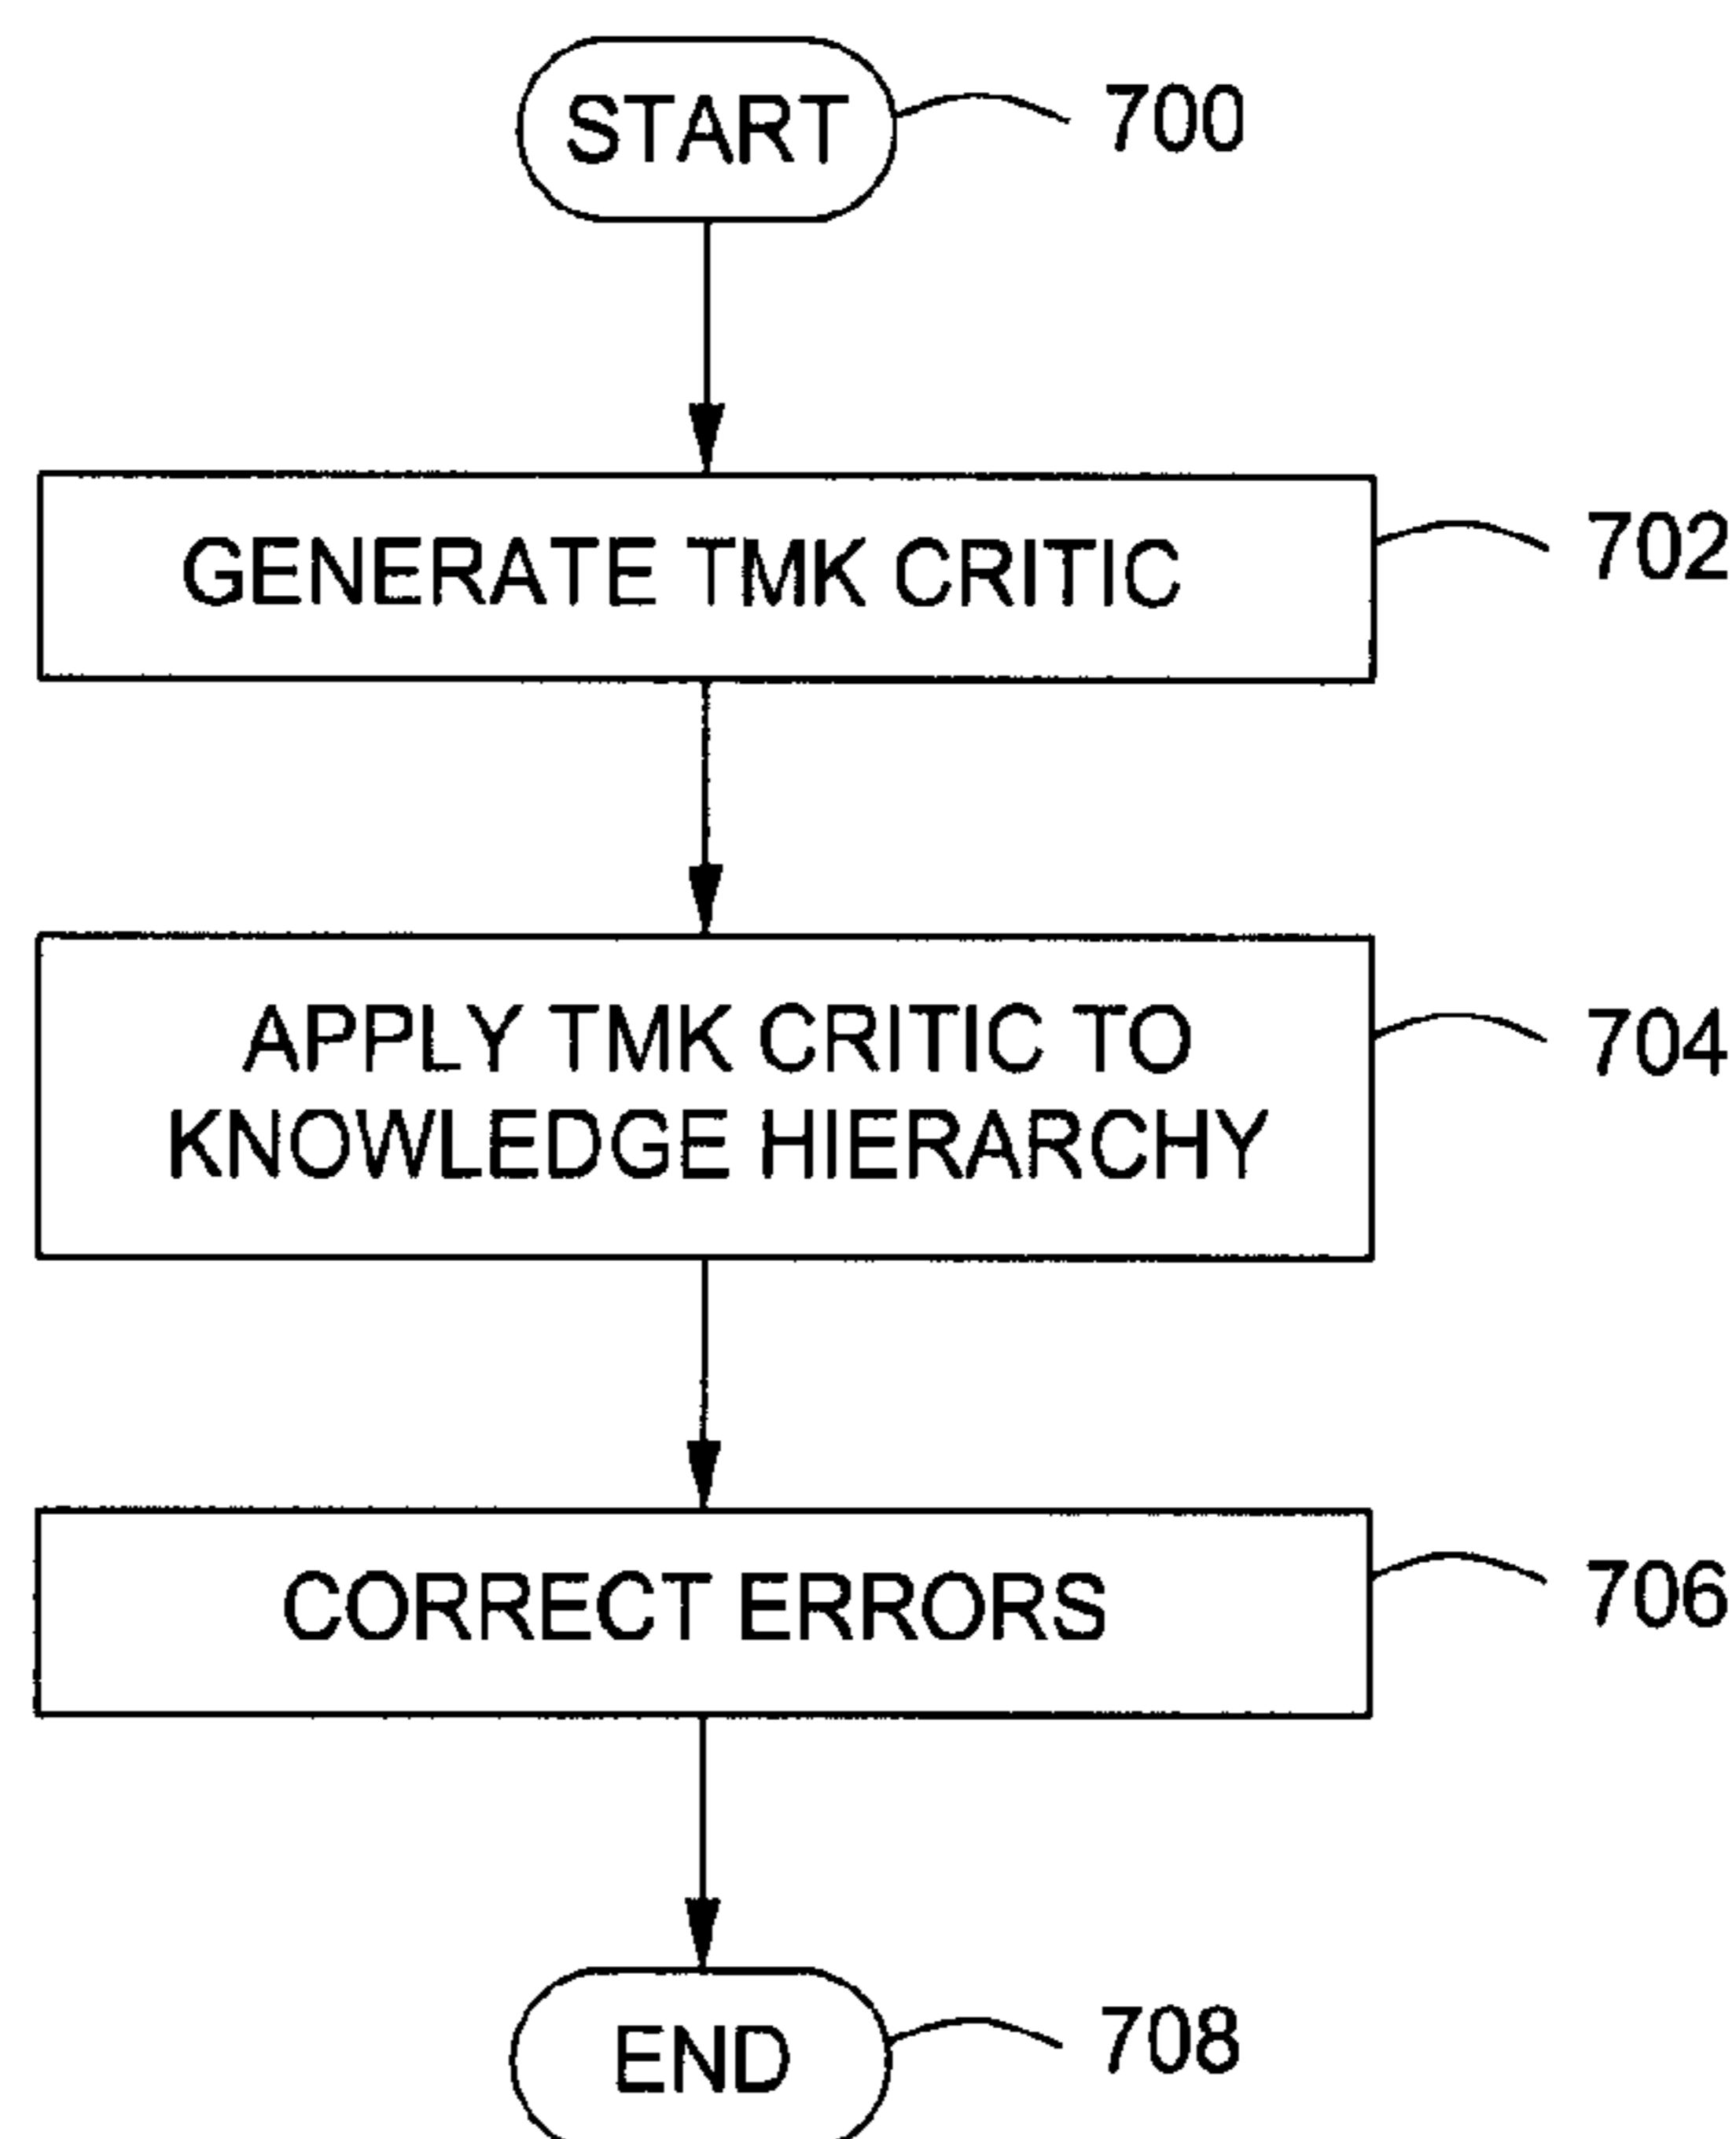 START
700
GENERATE TMK CRITIC
702
APPLY TMK CRITIC TO
KNOWLEDGE HIERARCHY
704
CORRECT ERRORS
706
END
708